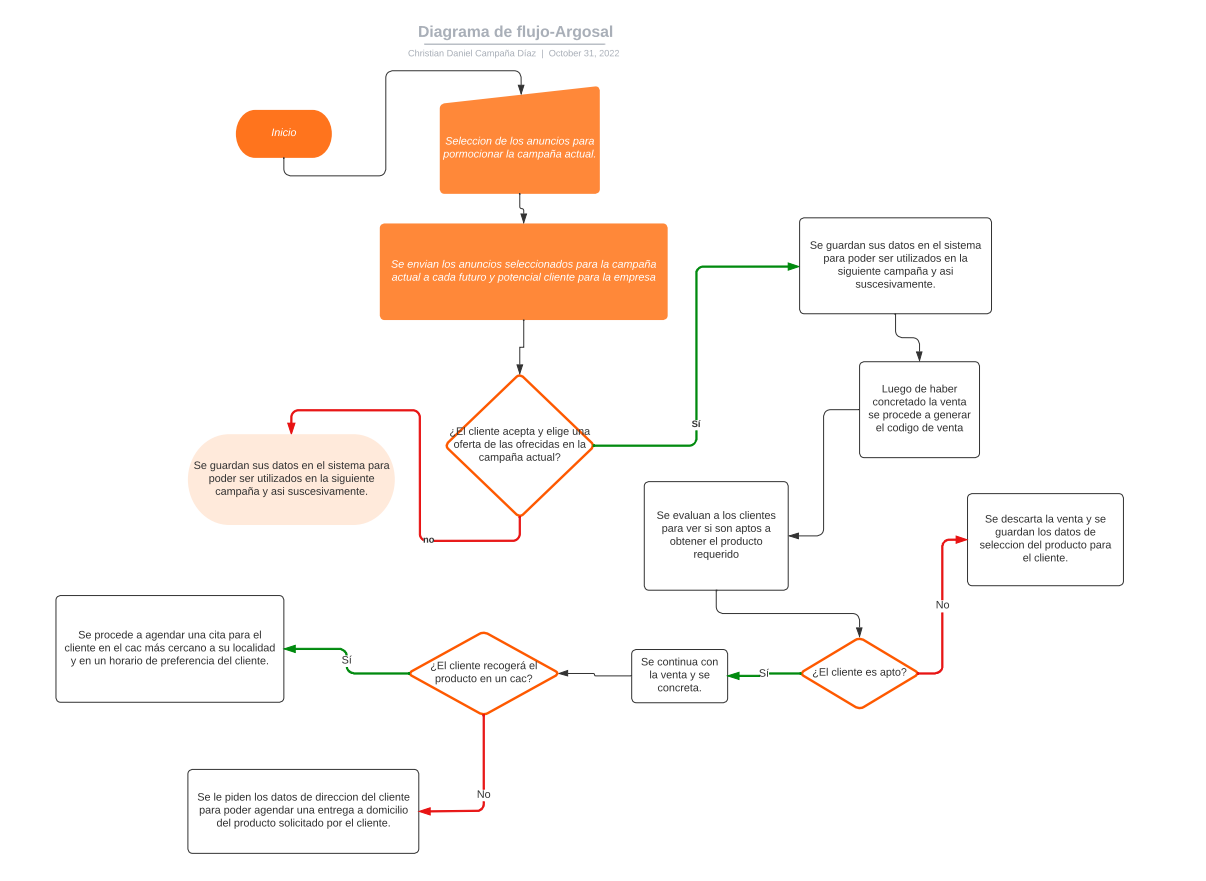 Diagrama de flujo-Argosal
Christian Daniel Campaña Díaz | October 31, 2022
Inicio
Seleccion de los anuncios para
pormocionar la campaña actual.
Se envian los anuncios seleccionados para la campaña
actual a cada futuro y potencial cliente para la empresa
¿El cliente acepta y elige una
oferta de las ofrecidas en la
campaña actual?
no
Se guardan sus datos en el sistema para
poder ser utilizados en la siguiente
campaña y asi suscesivamente.
Sí
Se guardan sus datos en el sistema
para poder ser utilizados en la
siguiente campaña y asi
suscesivamente.
Luego de haber
concretado la venta
se procede a generar
el codigo de venta
Se evaluan a los clientes
para ver si son aptos a
obtener el producto
requerido
¿El cliente es apto?
No
Se descarta la venta y se
guardan los datos de
seleccion del producto para
el cliente.
Sí
Se continua con
la venta y se
concreta.
¿El cliente recogerá el
producto en un cac?
Sí
Se procede a agendar una cita para el
cliente en el cac más cercano a su localidad
y en un horario de preferencia del cliente.
No
Se le piden los datos de direccion del cliente
para poder agendar una entrega a domicilio
del producto solicitado por el cliente.